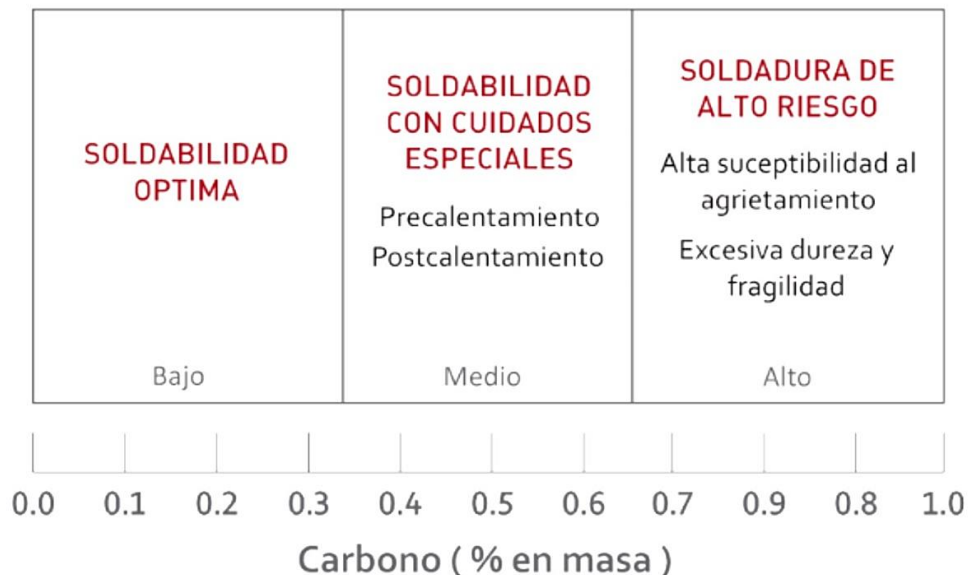 SOLDABILIDAD
OPTIMA
Bajo
SOLDABILIDAD
CON CUIDADOS
ESPECIALES
Precalentamiento
Postcalentamiento
Medio
SOLDADURA DE
ALTO RIESGO
Alta suceptibilidad al
agrietamiento
Excesiva dureza y
fragilidad
Alto
0.0 0.1 0.2 0.3 0.4 0.5 0.6 0.7 0.9 0.8 1.0
Carbono ( % en masa )